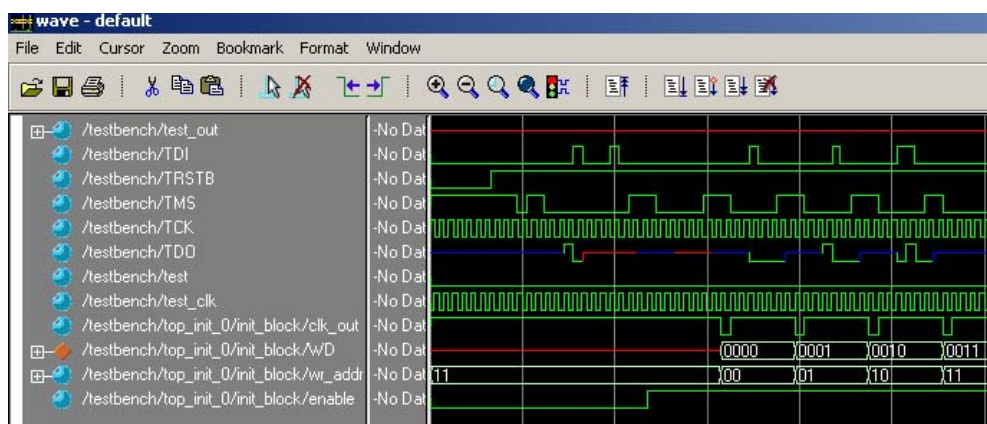 wave - default
File Edit Cursor Zoom Bookmark Format Window
/testbench/test_out -No Dat
/testbench/TDI -No Dat
/testbench/TRSTB -No Dat
/testbench/TMS -No Dat
/testbench/TCK -No Dat
/testbench/TDO -No Dat
/testbench/test -No Dat
/testbench/test_clk -No Dat
/testbench/top_init_0/init_block/clk_out -No Dat
/testbench/top_init_0/init_block/WD -No Dat 0000 0001 0010 0011
/testbench/top_init_0/init_block/wr_addr -No Dat 11 00 01 10 11
/testbench/top_init_0/init_block/enable -No Dat